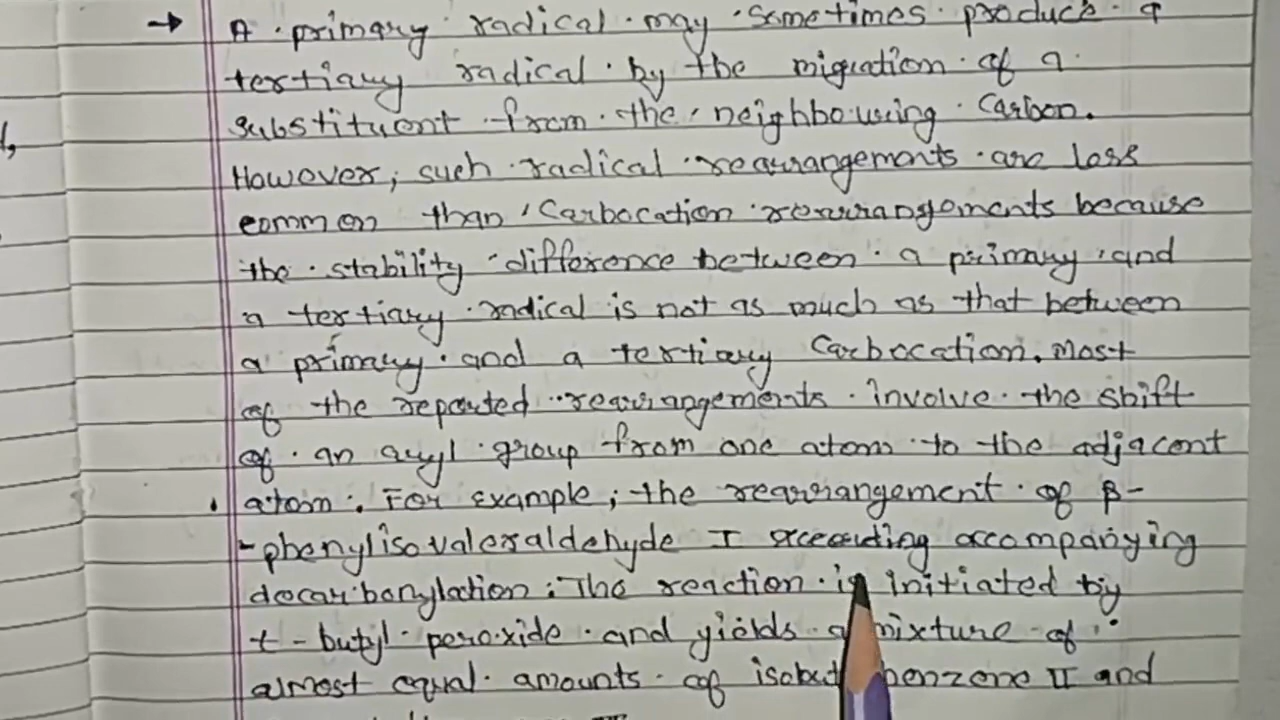 → A primary radical may sometimes produce a
tertiary radical by the migration of a
substituent from the neighbouring carbon.
However, such radical rearrangements are less
common than carbocation rearrangements because
the stability difference between a primary and
a tertiary radical is not as much as that between
a primary and a tertiary carbocation. Most
of the reported rearrangements involve the shift
of an aryl group from one atom to the adjacent
atom. For example, the rearrangement of β-
-phenylisovaleraldehyde I accompanying
decarbonylation. The reaction is initiated by
t-butyl peroxide and yields mixture of
almost equal amounts of benzene II and